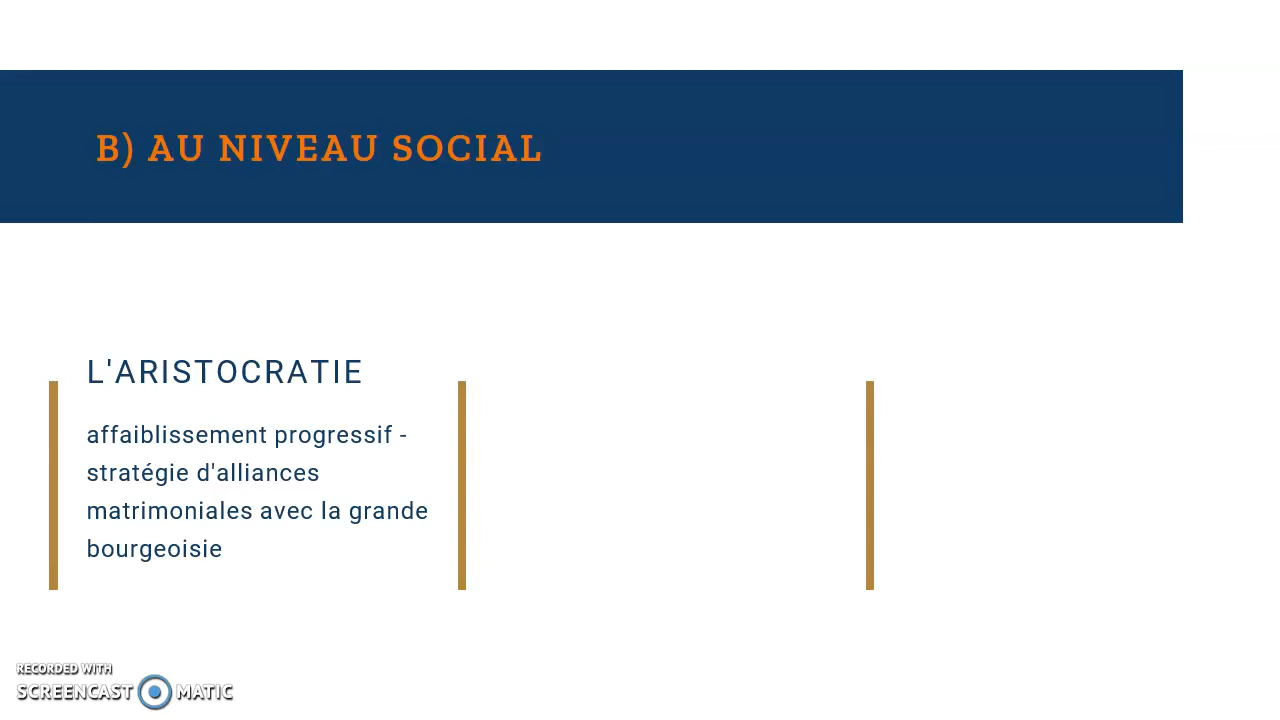 B) AU NIVEAU SOCIAL
L'ARISTOCRATIE
affaiblissement progressif -
stratégie d'alliances
matrimoniales avec la grande
bourgeoisie
RECORDED WITH
SCREENCAST MATIC